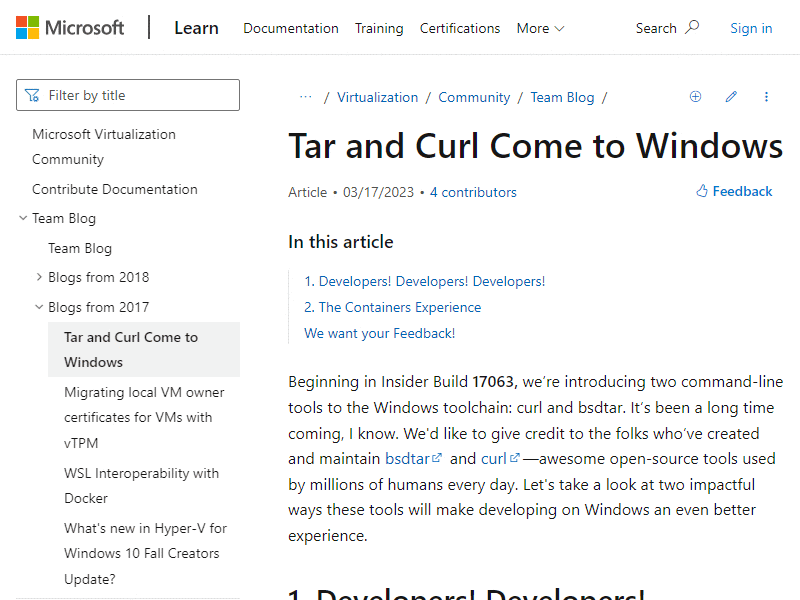 Microsoft
Learn
Documentation
Training
Certifications
More
Search
Sign in
Filter by title
Microsoft Virtualization
Community
Contribute Documentation
Team Blog
Team Blog
Blogs from 2018
Blogs from 2017
Tar and Curl Come to
Windows
Migrating local VM owner
certificates for VMs with
vTPM
WSL Interoperability with
Docker
What's new in Hyper-V for
Windows 10 Fall Creators
Update?
··· / Virtualization / Community / Team Blog /
Tar and Curl Come to Windows
Article • 03/17/2023 • 4 contributors
Feedback
In this article
1. Developers! Developers! Developers!
2. The Containers Experience
We want your Feedback!
Beginning in Insider Build 17063, we’re introducing two command-line
tools to the Windows toolchain: curl and bsdtar. It’s been a long time
coming, I know. We'd like to give credit to the folks who’ve created
and maintain bsdtar and curl—awesome open-source tools used
by millions of humans every day. Let's take a look at two impactful
ways these tools will make developing on Windows an even better
experience.
1. Developers! Developers!